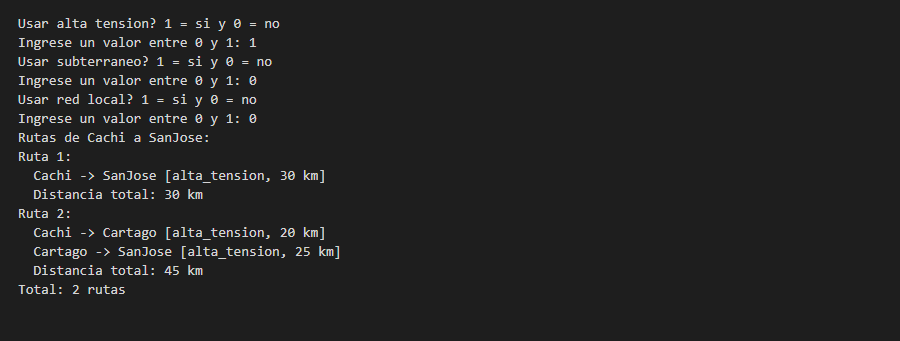 Usar alta tension? 1 = si y 0 = no
Ingrese un valor entre 0 y 1: 1
Usar subterraneo? 1 = si y 0 = no
Ingrese un valor entre 0 y 1: 0
Usar red local? 1 = si y 0 = no
Ingrese un valor entre 0 y 1: 0
Rutas de Cachi a SanJose:
Ruta 1:
  Cachi -> SanJose [alta_tension, 30 km]
  Distancia total: 30 km
Ruta 2:
  Cachi -> Cartago [alta_tension, 20 km]
  Cartago -> SanJose [alta_tension, 25 km]
  Distancia total: 45 km
Total: 2 rutas